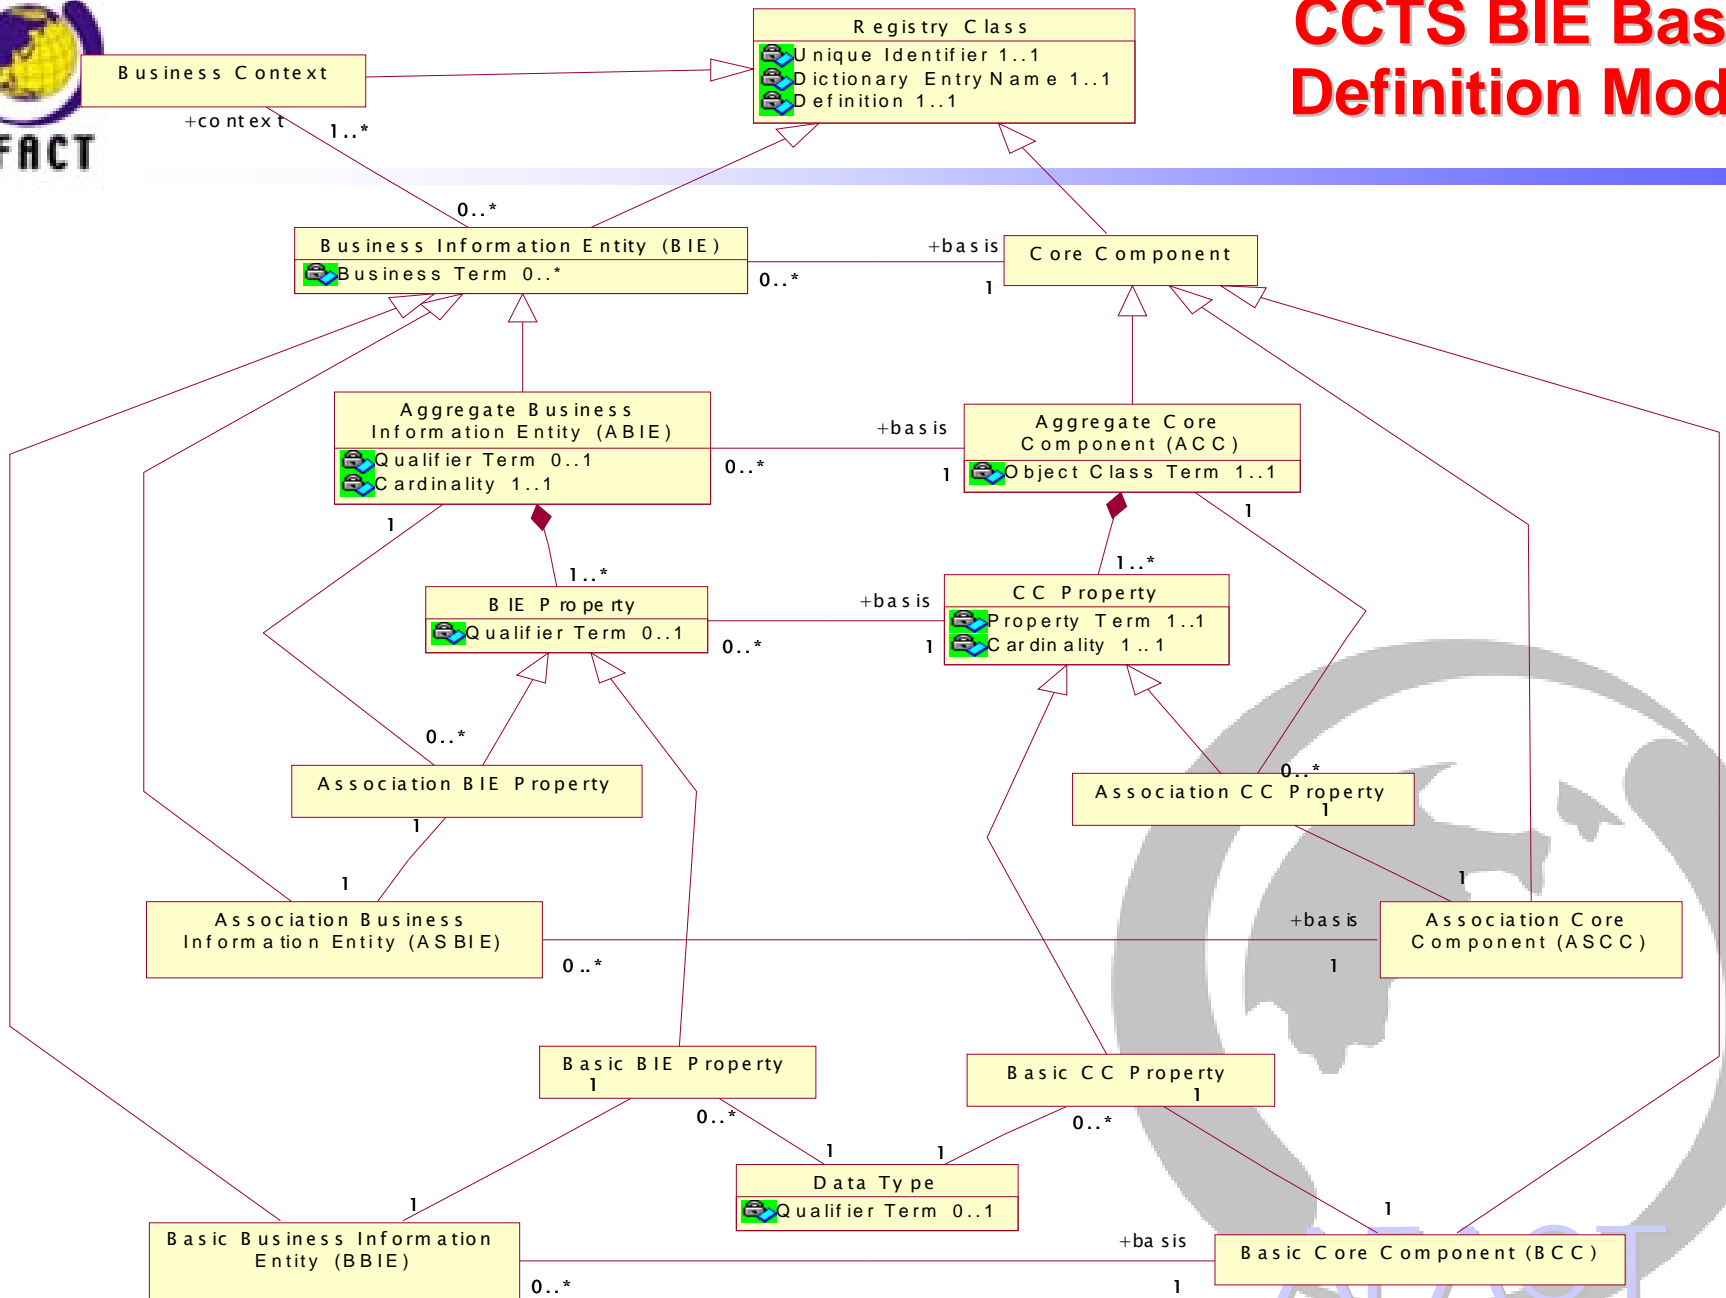 CCTS BIE Bas
Definition Mod
FACT
Registry Class
Unique Identifier 1..1
Dictionary Entry Name 1..1
Definition 1..1
Business Context
+context
1..*
0..*
Business Information Entity (BIE)
Business Term 0..*
+basis
0..*
1
Core Component
Aggregate Business
Information Entity (ABIE)
Qualifier Term 0..1
Cardinality 1..1
+basis
0..*
1
Aggregate Core
Component (ACC)
Object Class Term 1..1
1
1
1..*
1..*
BIE Property
Qualifier Term 0..1
+basis
0..*
1
CC Property
Property Term 1..1
Cardinality 1..1
0..*
Association BIE Property
1
0..*
Association CC Property
1
1
1
Association Business
Information Entity (ASBIE)
0..*
+basis
1
Association Core
Component (ASCC)
Basic BIE Property
1
0..*
Basic CC Property
1
0..*
1
1
Data Type
Qualifier Term 0..1
1
1
Basic Business Information
Entity (BBIE)
0..*
+basis
1
Basic Core Component (BCC)
AFACT